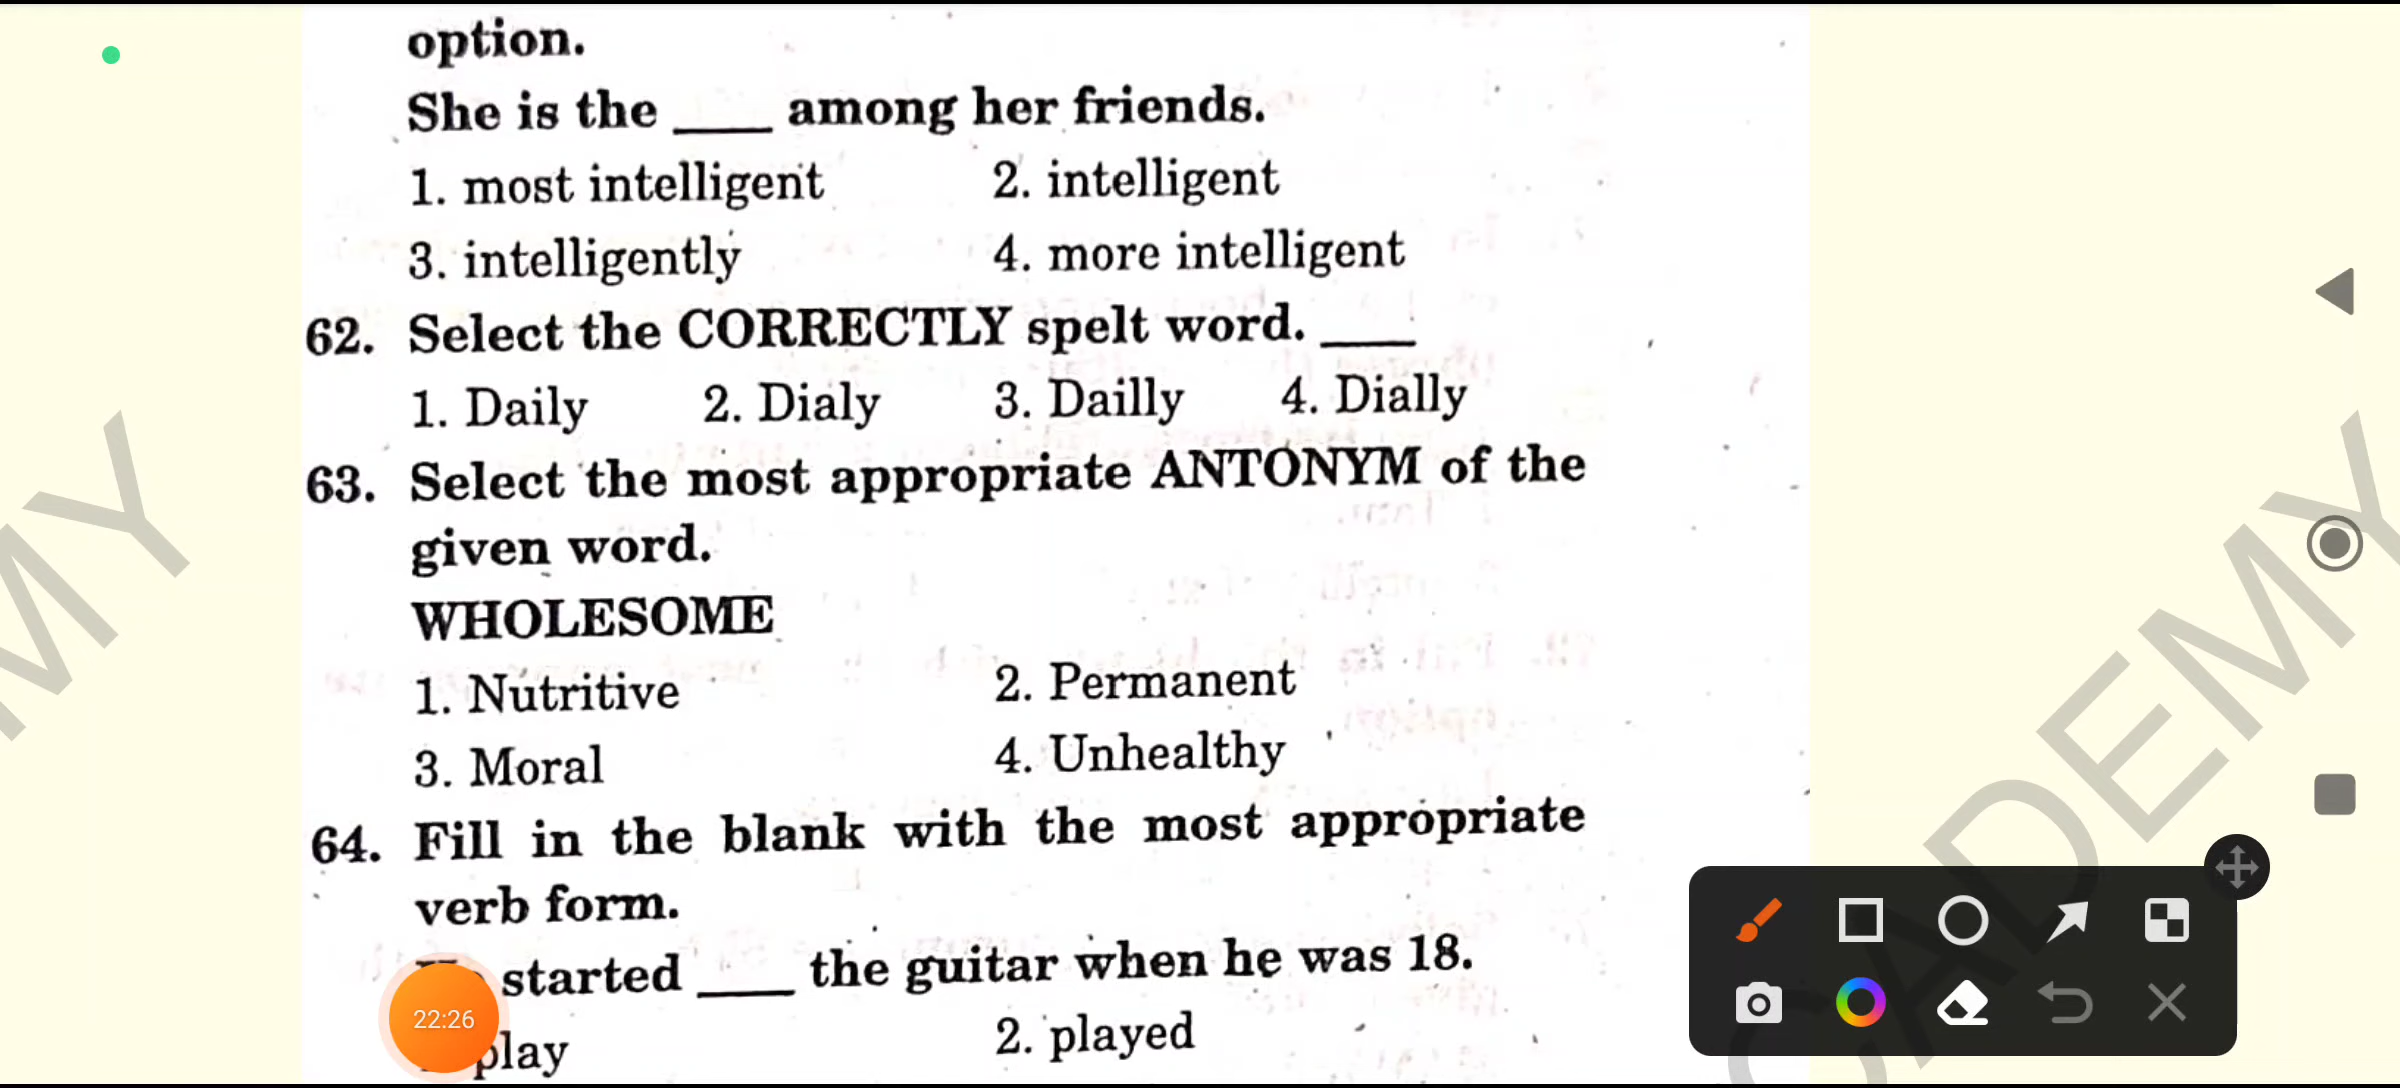 option.
She is the ____ among her friends.
1. most intelligent 2. intelligent
3. intelligently 4. more intelligent
62. Select the CORRECTLY spelt word. ____
1. Daily 2. Dialy 3. Dailly 4. Dially
63. Select the most appropriate ANTONYM of the
given word.
WHOLESOME
1. Nutritive 2. Permanent
3. Moral 4. Unhealthy
64. Fill in the blank with the most appropriate
verb form.
started ____ the guitar when he was 18.
play 2. played
22:26
MY
CADEMY